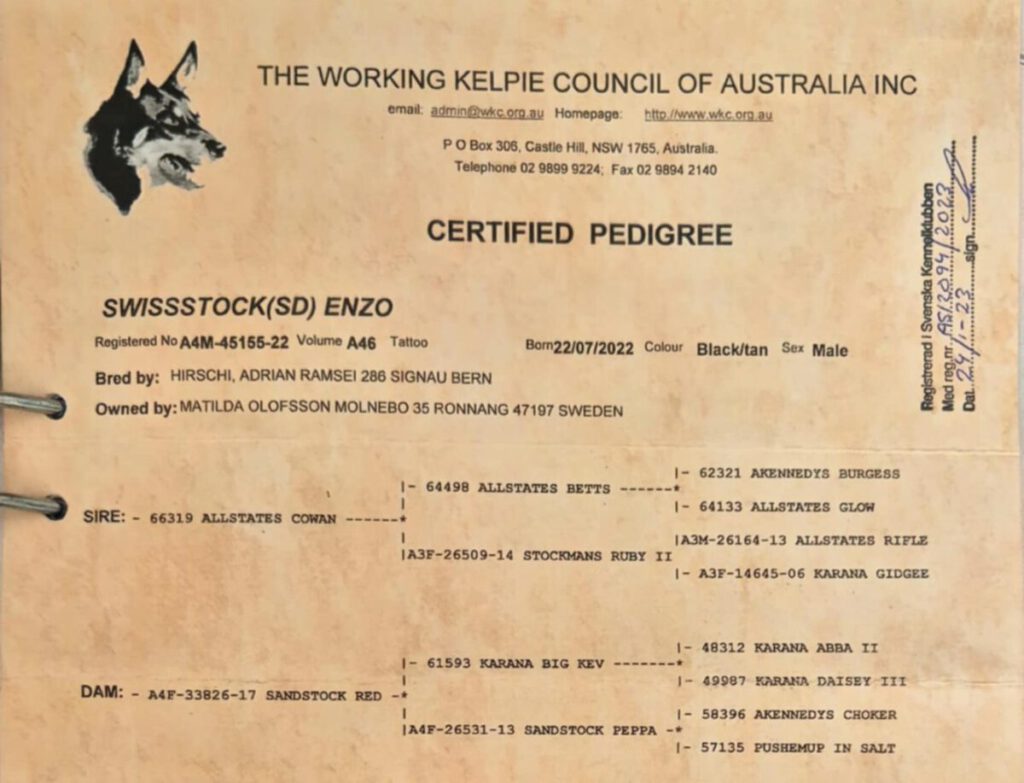 THE WORKING KELPIE COUNCIL OF AUSTRALIA INC
email: admin@wkc.org.au Homepage: http://www.wkc.org.au
P O Box 306, Castle Hill, NSW 1765, Australia.
Telephone 02 9899 9224; Fax 02 9894 2140
CERTIFIED PEDIGREE
SWISSSTOCK(SD) ENZO
Registered No A4M-45155-22 Volume A46 Tattoo
Born 22/07/2022 Colour Black/tan Sex Male
Bred by: HIRSCHI, ADRIAN RAMSEI 286 SIGNAU BERN
Owned by: MATILDA OLOFSSON MOLNEBO 35 RONNANG 47197 SWEDEN
Registrerad i Svenska Kennelklubben
Med reg.nr. AS12094/2023
Dat. 24/1-23 sign.
|- 62321 AKENNEDYS BURGESS
|- 64498 ALLSTATES BETTS ------*
|- 64133 ALLSTATES GLOW
SIRE: - 66319 ALLSTATES COWAN ------*
|A3M-26164-13 ALLSTATES RIFLE
|A3F-26509-14 STOCKMANS RUBY II
|- A3F-14645-06 KARANA GIDGEE
|- 48312 KARANA ABBA II
|- 61593 KARANA BIG KEV -------*
|- 49987 KARANA DAISEY III
DAM: - A4F-33826-17 SANDSTOCK RED -*
|- 58396 AKENNEDYS CHOKER
|A4F-26531-13 SANDSTOCK PEPPA -*
|- 57135 PUSHEMUP IN SALT